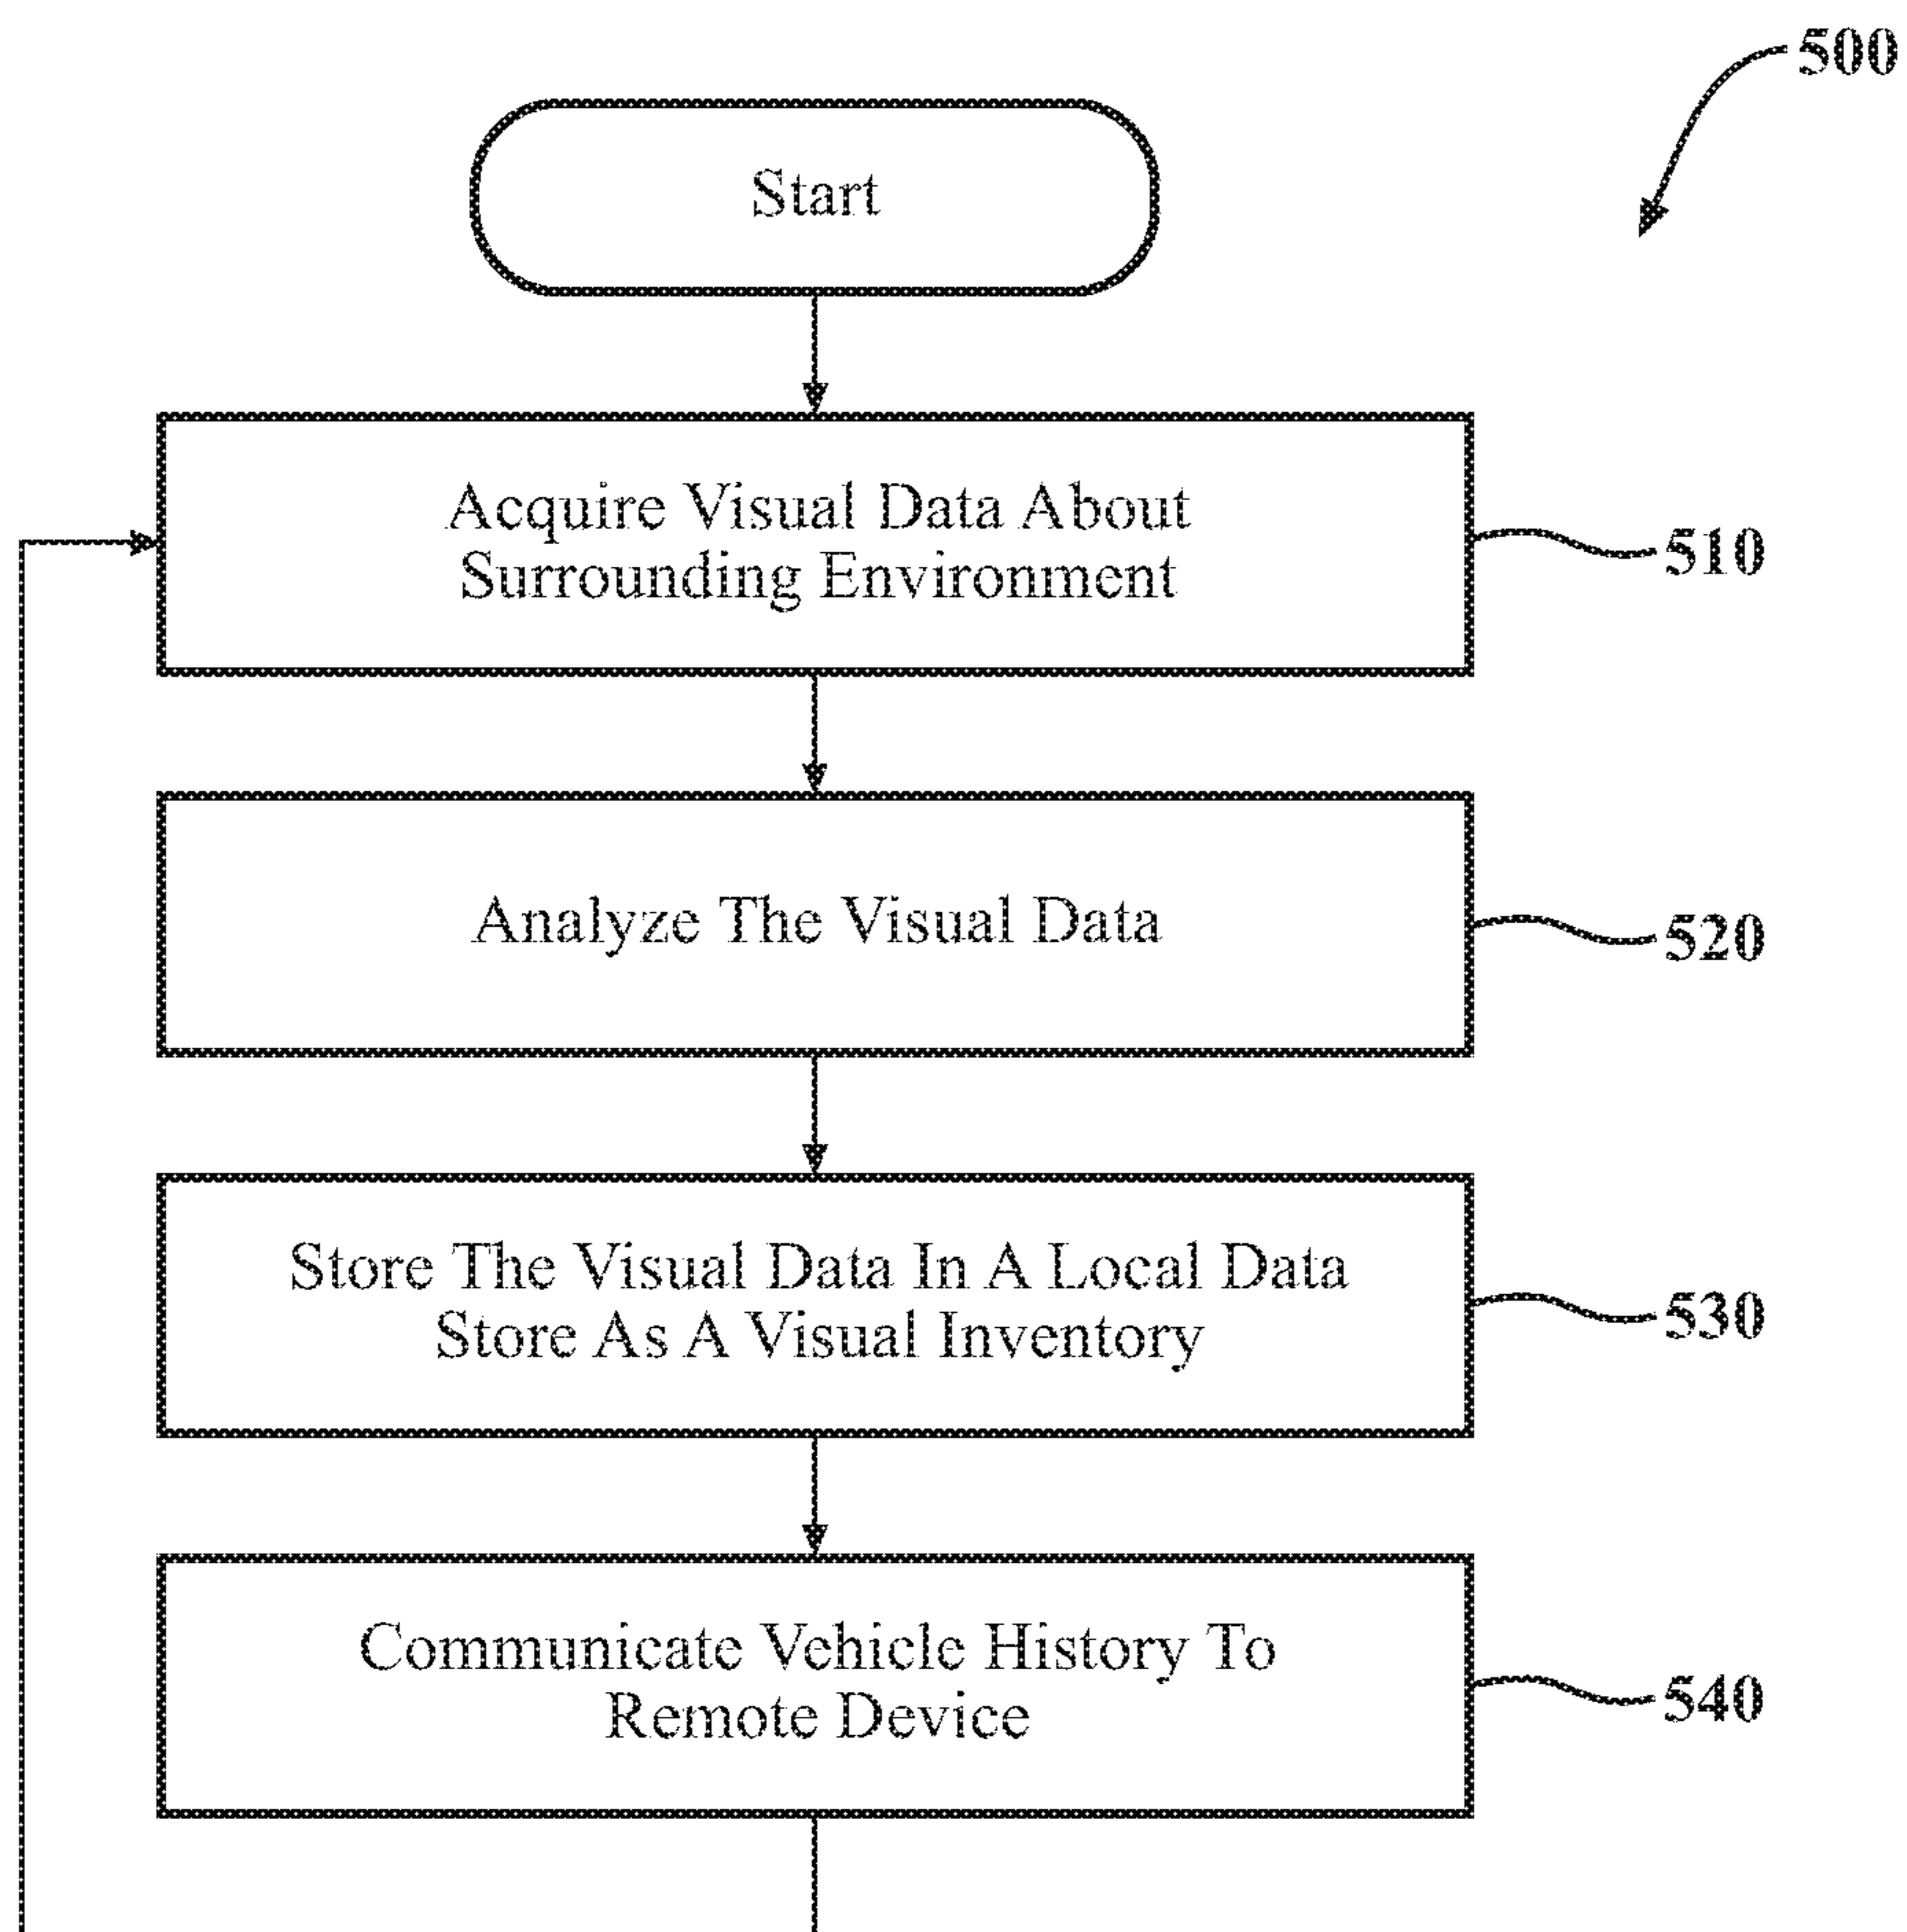 500
Start
Acquire Visual Data About
Surrounding Environment
510
Analyze The Visual Data
520
Store The Visual Data In A Local Data
Store As A Visual Inventory
530
Communicate Vehicle History To
Remote Device
540